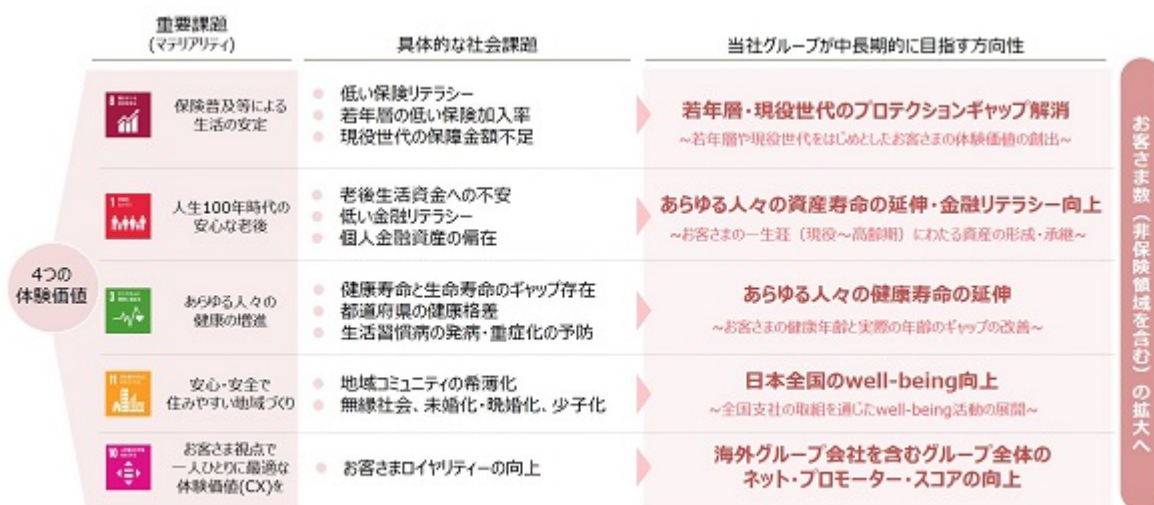 重要課題
(マテリアリティ)
具体的な社会課題
当社グループが中長期的に目指す方向性
4つの
体験価値
8
保険普及等による
生活の安定
低い保険リテラシー
若年層の低い保険加入率
現役世代の保障金額不足
若年層・現役世代のプロテクションギャップ解消
~若年層や現役世代をはじめとしたお客さまの体験価値の創出~
1
人生100年時代の
安心な老後
老後生活資金への不安
低い金融リテラシー
個人金融資産の偏在
あらゆる人々の資産寿命の延伸・金融リテラシー向上
~お客さまの一生涯（現役～高齢期）にわたる資産の形成・承継~
3
あらゆる人々の
健康の増進
健康寿命と生命寿命のギャップ存在
都道府県の健康格差
生活習慣病の発病・重症化の予防
あらゆる人々の健康寿命の延伸
~お客さまの健康年齢と実際の年齢のギャップの改善~
11
安心・安全で
住みやすい地域づくり
地域コミュニティの希薄化
無縁社会、未婚化・晩婚化、少子化
日本全国のwell-being向上
~全国支社の取組を通じたwell-being活動の展開~
10
お客さま視点で
一人ひとりに最適な
体験価値(CX)を
お客さまロイヤリティーの向上
海外グループ会社を含むグループ全体の
ネット・プロモーター・スコアの向上
お客さま数（非保険領域を含む）の拡大へ